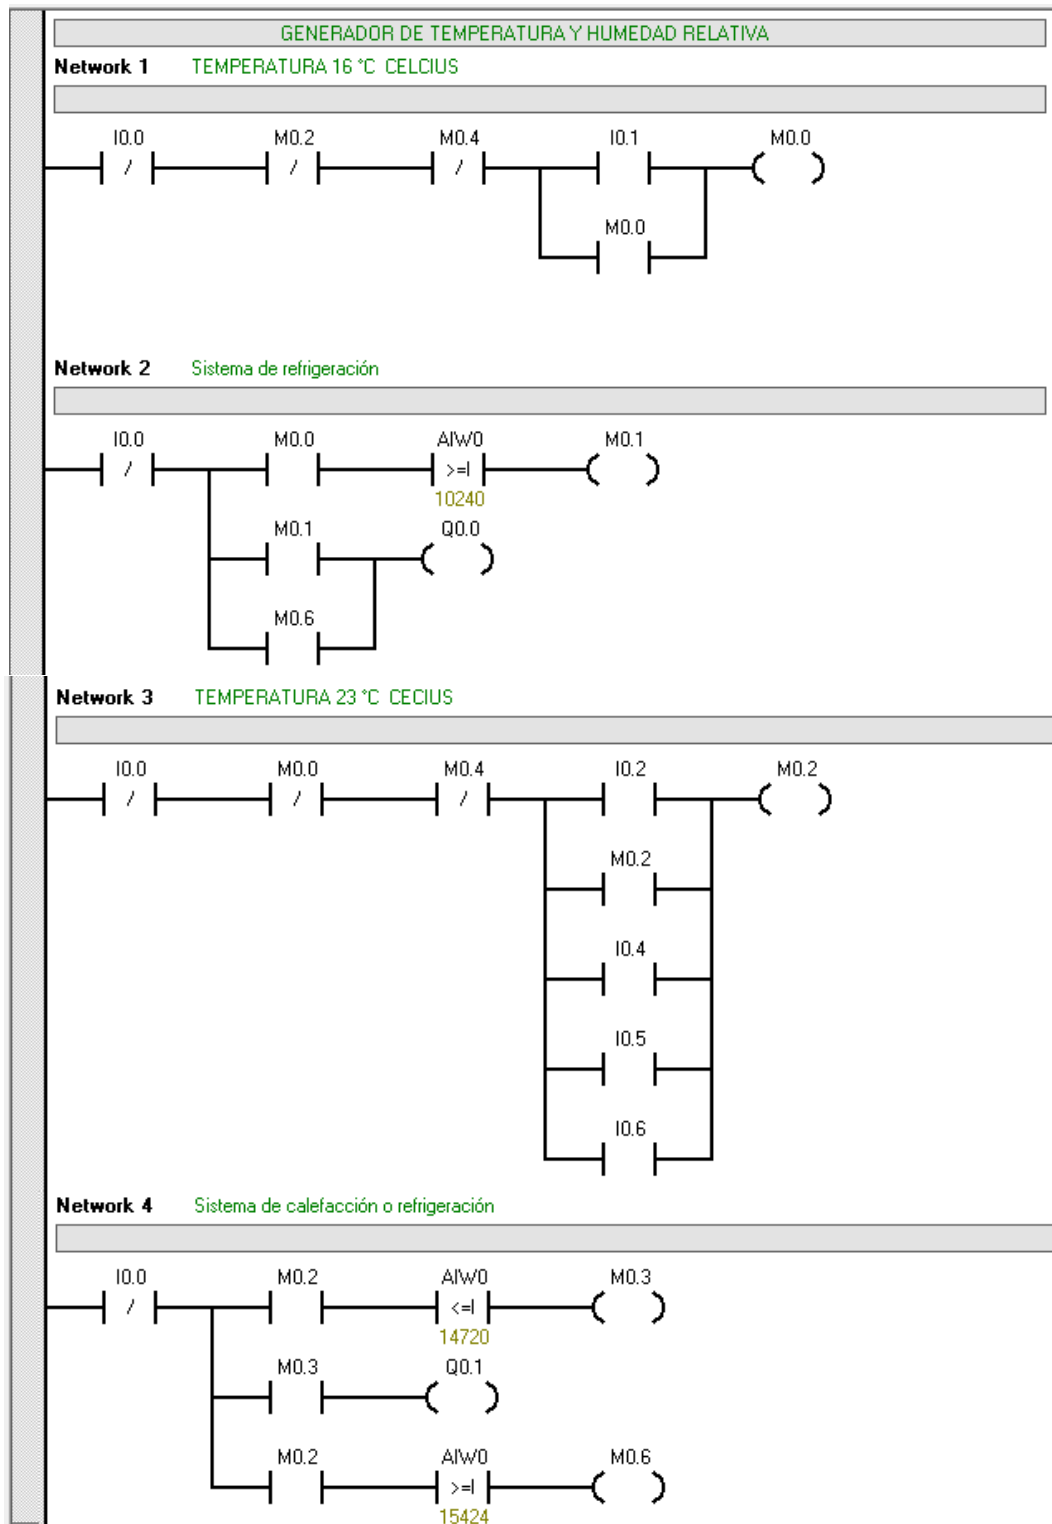 GENERADOR DE TEMPERATURA Y HUMEDAD RELATIVA
Network 1 TEMPERATURA 16 °C CELCIUS
I0.0 M0.2 M0.4 I0.1 M0.0
/ / /
M0.0
Network 2 Sistema de refrigeración
I0.0 M0.0 AIW0 M0.1
/ >=I
10240
M0.1 Q0.0
M0.6
Network 3 TEMPERATURA 23 °C CECIUS
I0.0 M0.0 M0.4 I0.2 M0.2
/ / /
M0.2
I0.4
I0.5
I0.6
Network 4 Sistema de calefacción o refrigeración
I0.0 M0.2 AIW0 M0.3
/ <=I
14720
M0.3 Q0.1
M0.2 AIW0 M0.6
>=I
15424